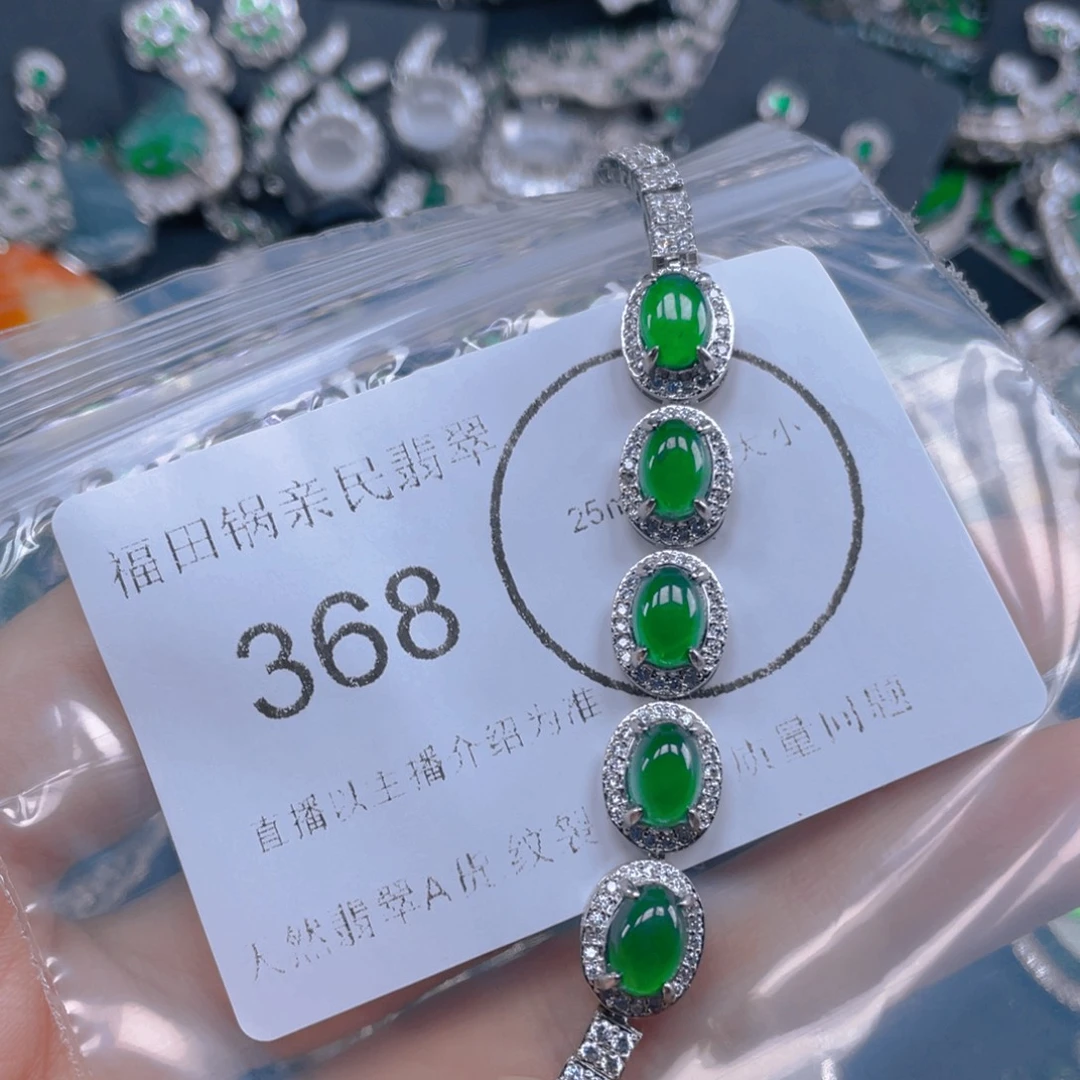 福田锅亲民翡翠
大小
25m
368
直播以主播介绍为准
天然翡翠A货 纹裂 质量问题